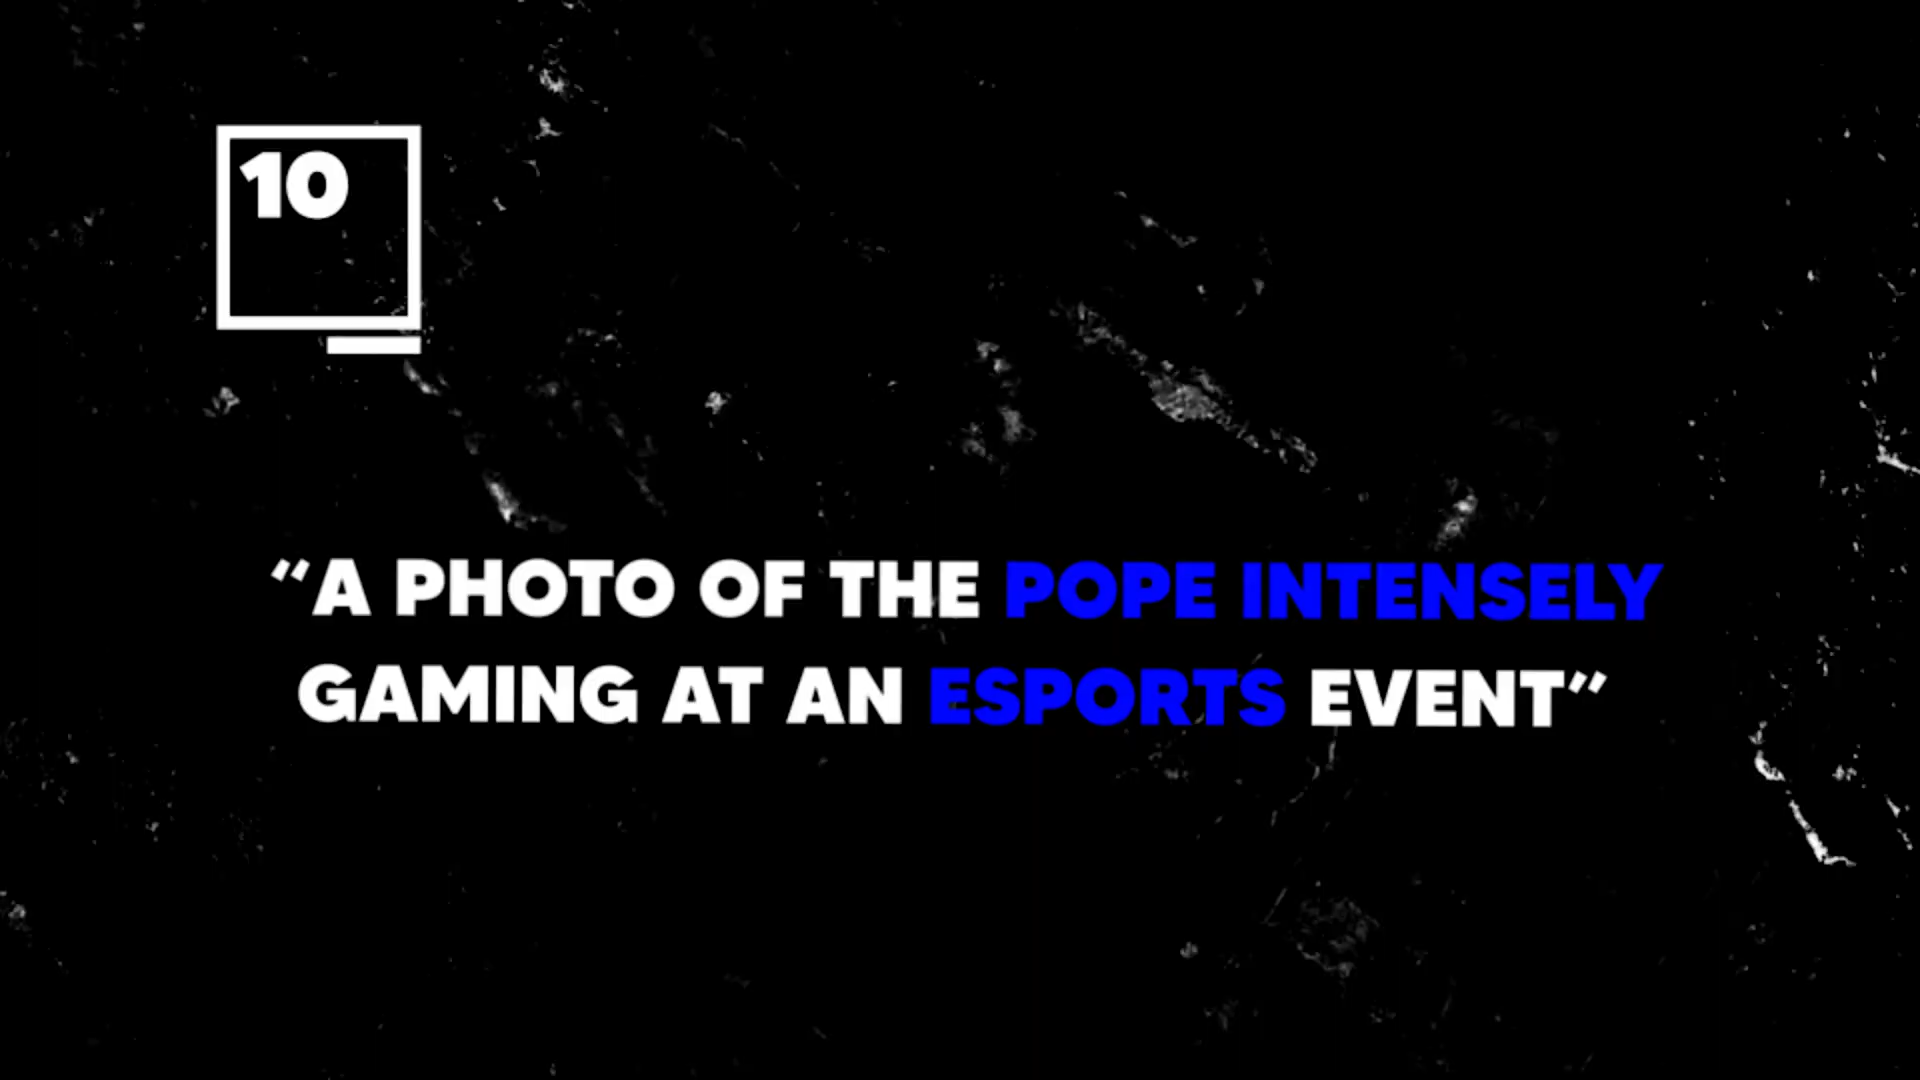 10
“A PHOTO OF THE POPE INTENSELY
GAMING AT AN ESPORTS EVENT”